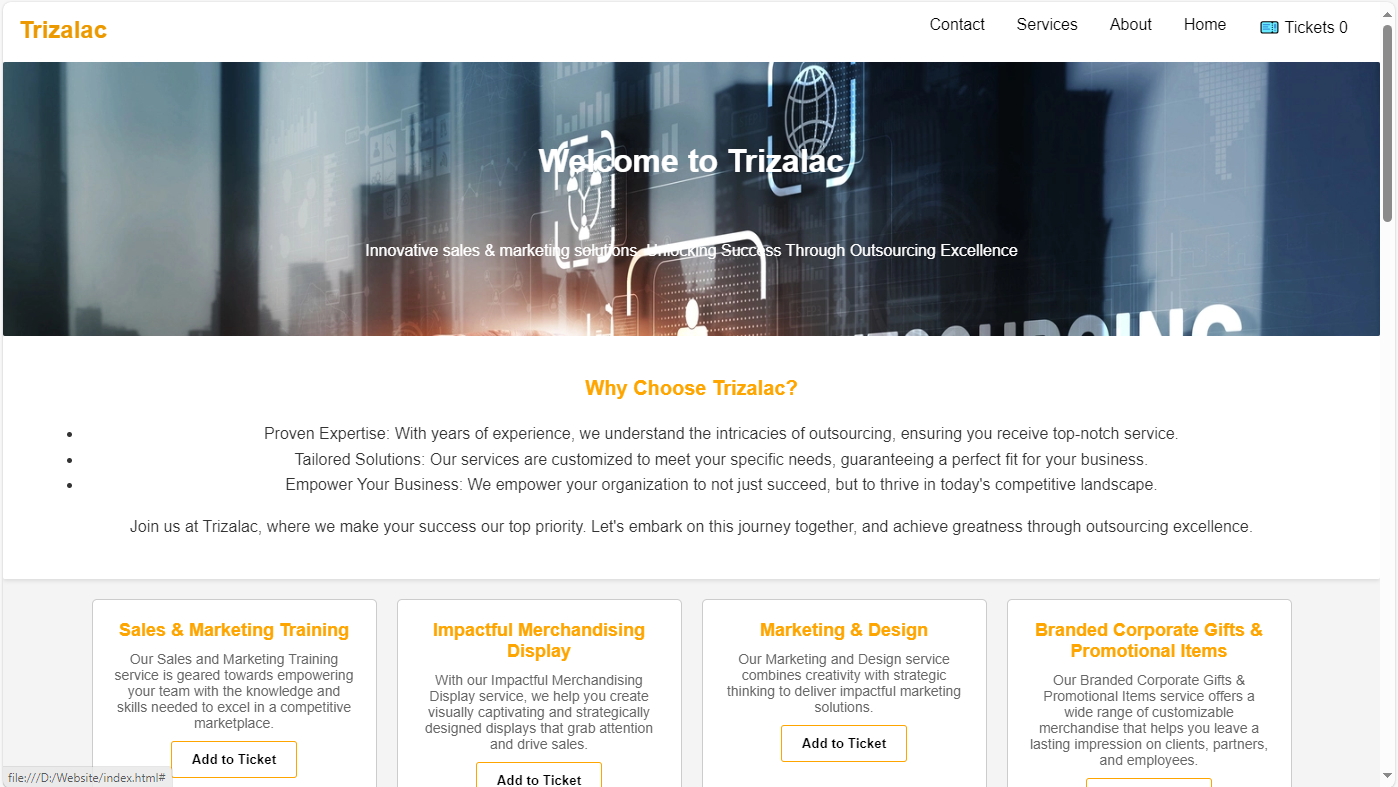 Trizalac
Contact Services About Home Tickets 0
Welcome to Trizalac
Innovative sales & marketing solutions. Unlocking Success Through Outsourcing Excellence
OUTSOURCING
Why Choose Trizalac?
• Proven Expertise: With years of experience, we understand the intricacies of outsourcing, ensuring you receive top-notch service.
• Tailored Solutions: Our services are customized to meet your specific needs, guaranteeing a perfect fit for your business.
• Empower Your Business: We empower your organization to not just succeed, but to thrive in today's competitive landscape.
Join us at Trizalac, where we make your success our top priority. Let's embark on this journey together, and achieve greatness through outsourcing excellence.
Sales & Marketing Training
Our Sales and Marketing Training
service is geared towards empowering
your team with the knowledge and
skills needed to excel in a competitive
marketplace.
Add to Ticket
Impactful Merchandising
Display
With our Impactful Merchandising
Display service, we help you create
visually captivating and strategically
designed displays that grab attention
and drive sales.
Add to Ticket
Marketing & Design
Our Marketing and Design service
combines creativity with strategic
thinking to deliver impactful marketing
solutions.
Add to Ticket
Branded Corporate Gifts &
Promotional Items
Our Branded Corporate Gifts &
Promotional Items service offers a
wide range of customizable
merchandise that helps you leave a
lasting impression on clients, partners,
and employees.
file:///D:/Website/index.html#